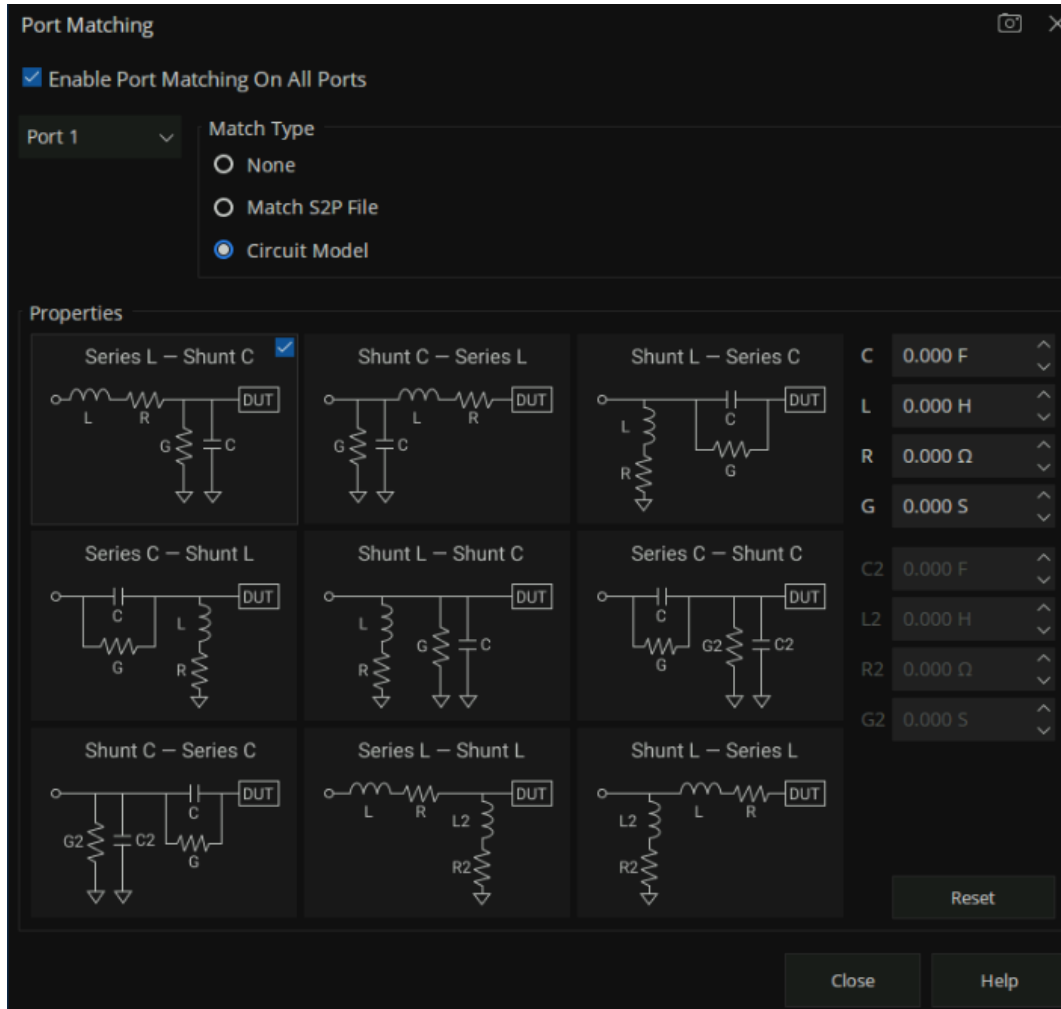 Port Matching
Enable Port Matching On All Ports
Port 1
Match Type
None
Match S2P File
Circuit Model
Properties
Series L — Shunt C
L
R
DUT
G
C
Shunt C — Series L
L
R
DUT
G
C
Shunt L — Series C
L
C
DUT
R
G
Series C — Shunt L
C
DUT
L
G
R
Shunt L — Shunt C
DUT
L
G
C
R
Series C — Shunt C
C
DUT
G
G2
C2
Shunt C — Series C
DUT
C
G2
C2
G
Series L — Shunt L
L
R
DUT
L2
R2
Shunt L — Series L
L
R
DUT
L2
R2
C 0.000 F
L 0.000 H
R 0.000 Ω
G 0.000 S
C2 0.000 F
L2 0.000 H
R2 0.000 Ω
G2 0.000 S
Reset
Close
Help